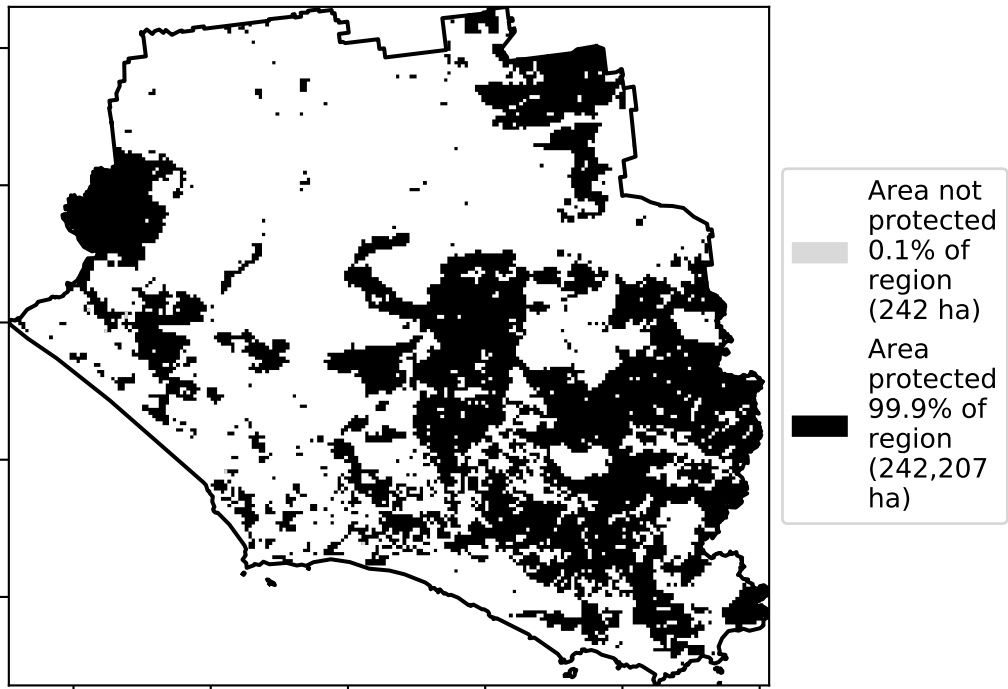 Area not
protected
0.1% of
region
(242 ha)
Area
protected
99.9% of
region
(242,207
ha)